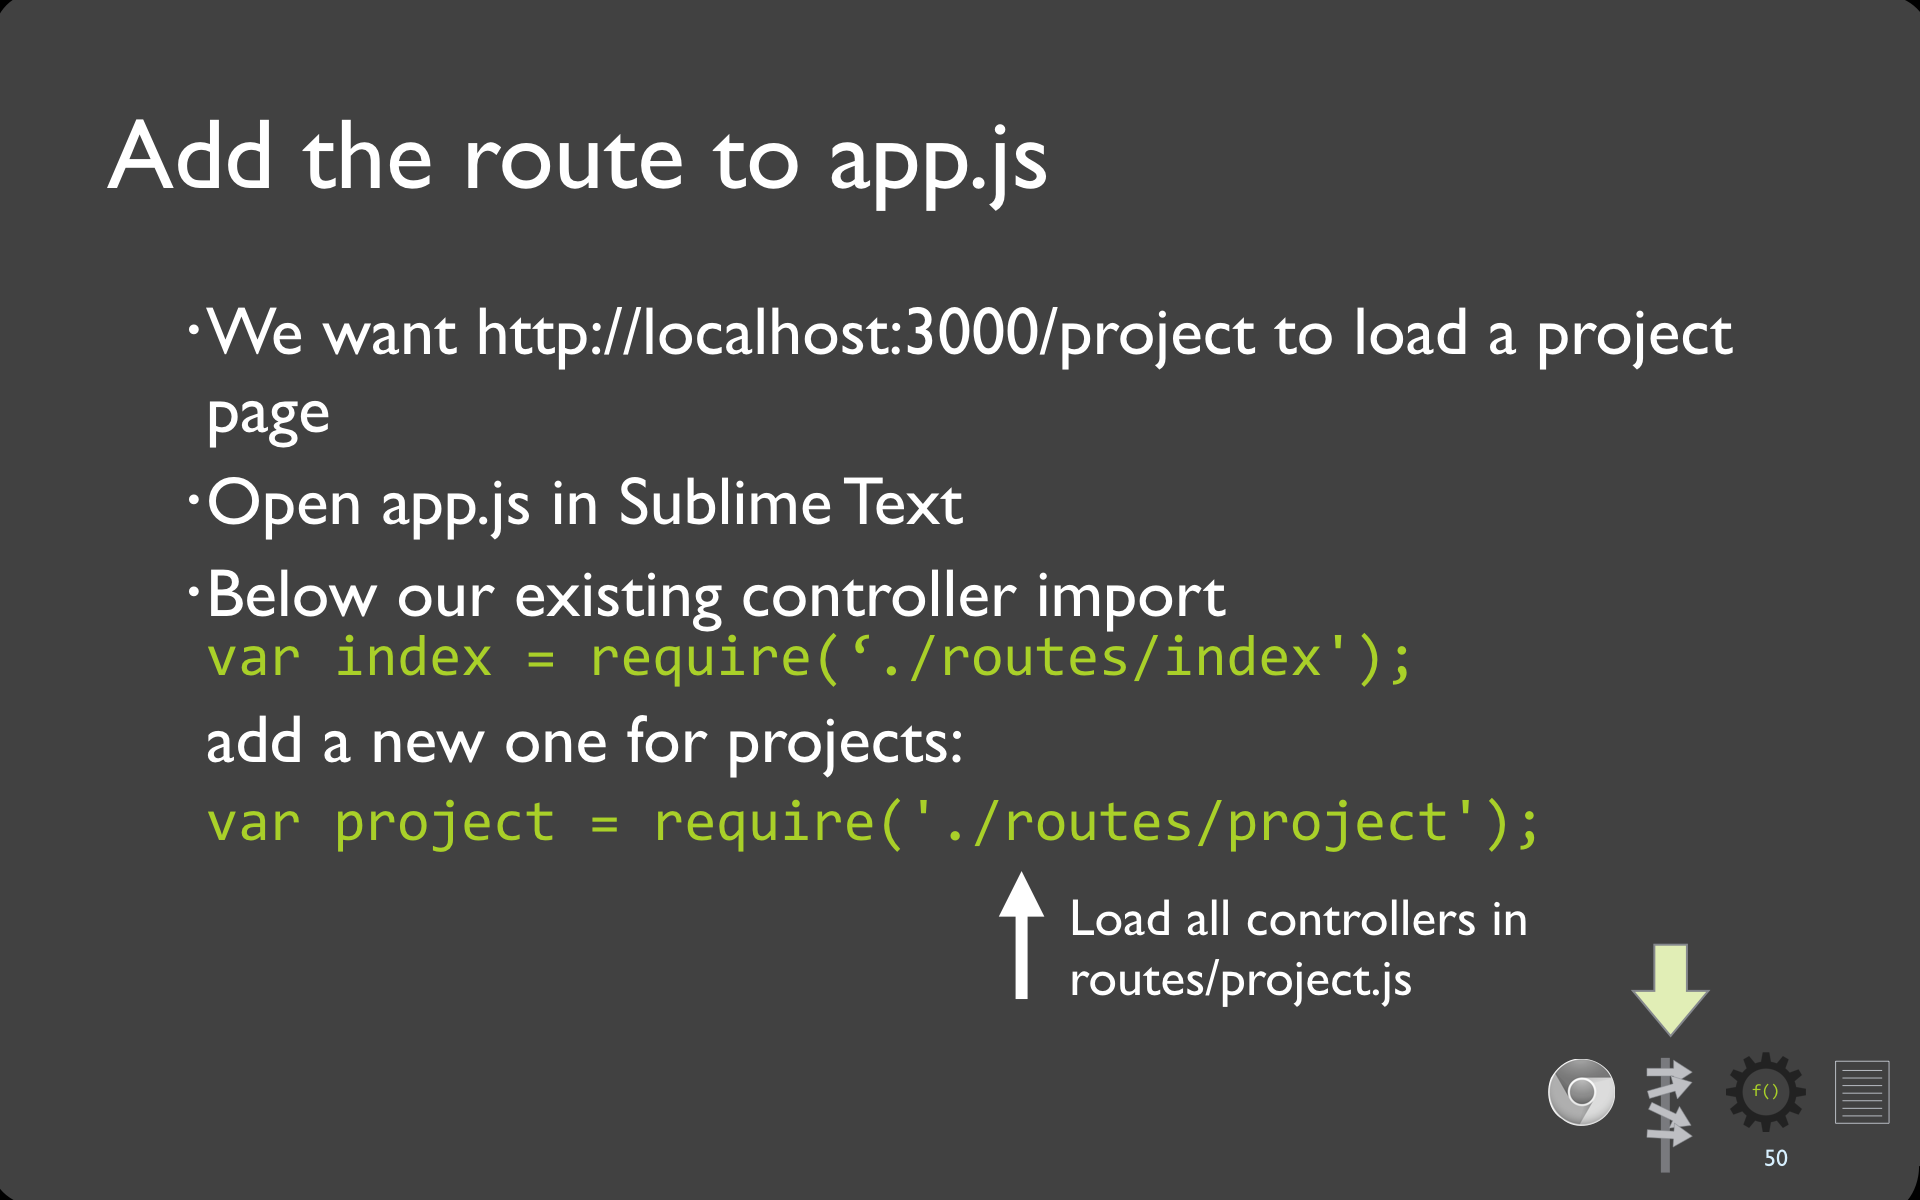 Add the route to app.js
·We want http://localhost:3000/project to load a project
page
·Open app.js in Sublime Text
·Below our existing controller import
var index = require(‘./routes/index');
add a new one for projects:
var project = require('./routes/project');
Load all controllers in
routes/project.js
f()
50